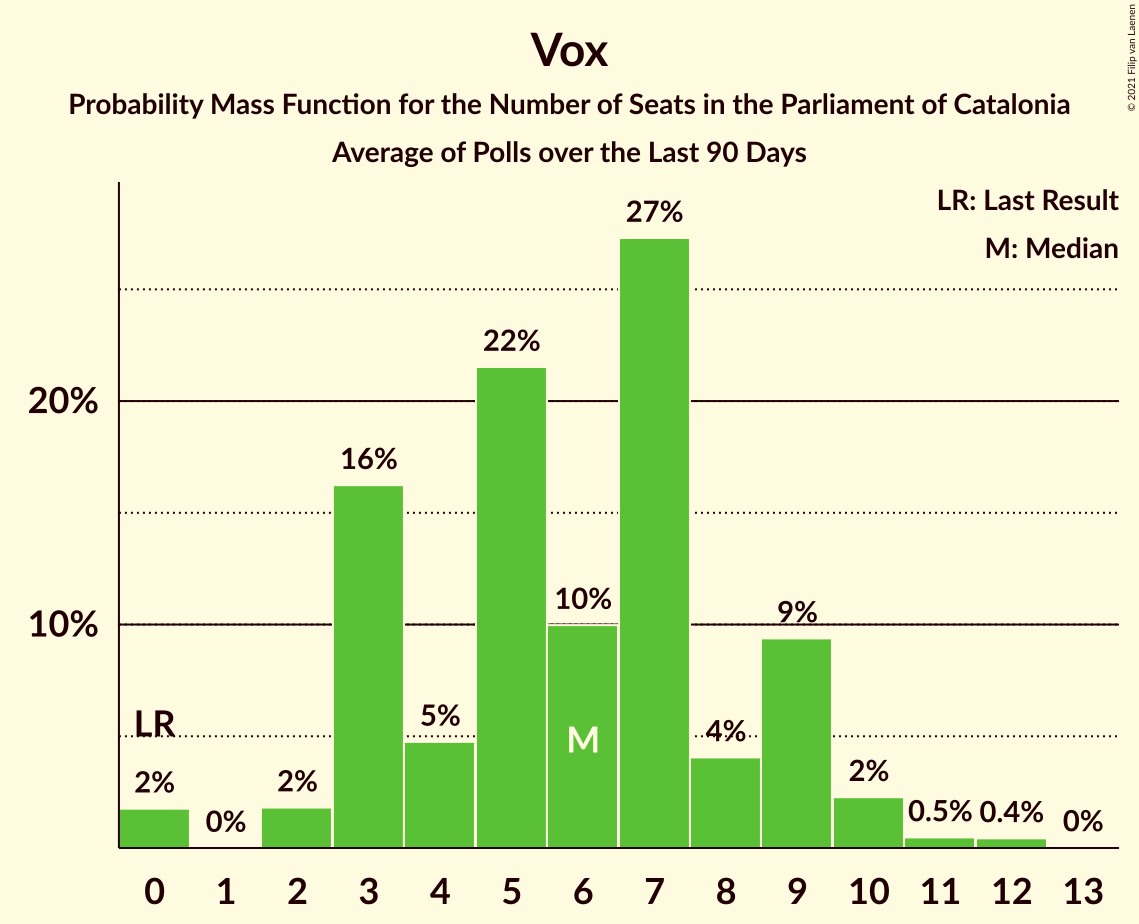 Vox
Probability Mass Function for the Number of Seats in the Parliament of Catalonia
Average of Polls over the Last 90 Days
© 2021 Filip van Laenen
LR: Last Result
M: Median
27%
22%
20%
16%
10%
10%
9%
LR
5%
M
4%
2%
2%
2%
0%
0.5%
0.4%
0%
0 1 2 3 4 5 6 7 8 9 10 11 12 13